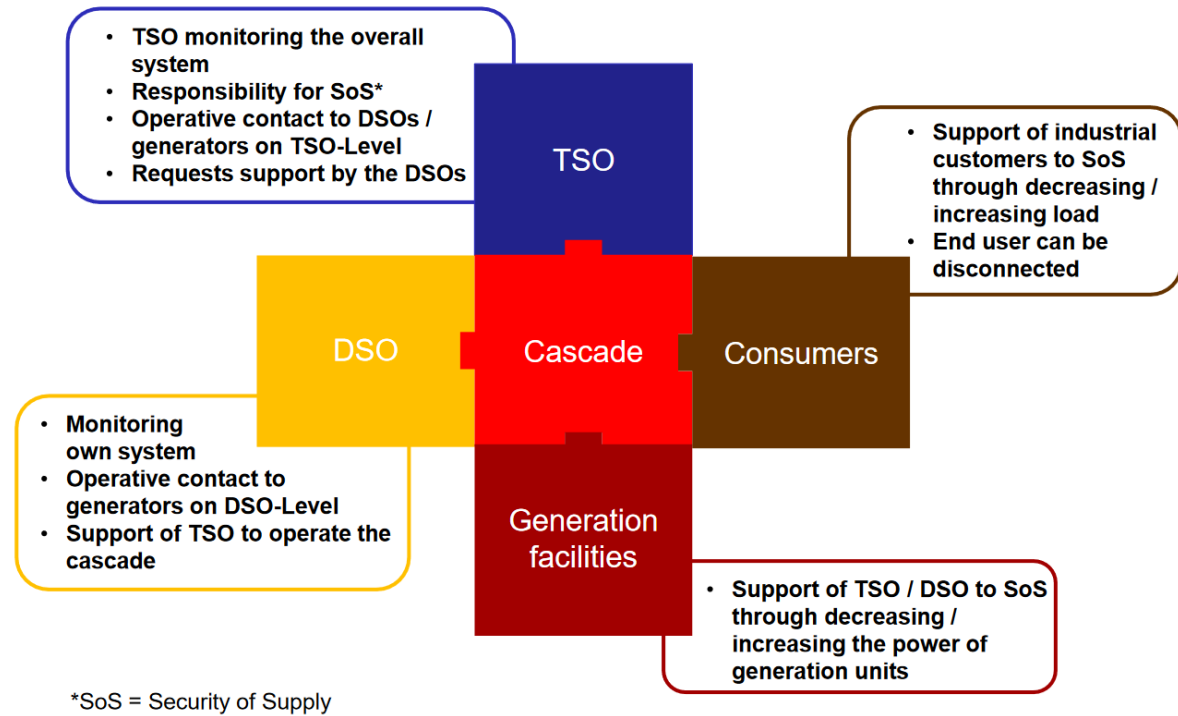 • TSO monitoring the overall
system
• Responsibility for SoS*
• Operative contact to DSOs /
generators on TSO-Level
• Requests support by the DSOs
TSO
• Support of industrial
customers to SoS
through decreasing /
increasing load
• End user can be
disconnected
DSO
Cascade
Consumers
• Monitoring
own system
• Operative contact to
generators on DSO-Level
• Support of TSO to operate the
cascade
Generation
facilities
• Support of TSO / DSO to SoS
through decreasing /
increasing the power of
generation units
*SoS = Security of Supply